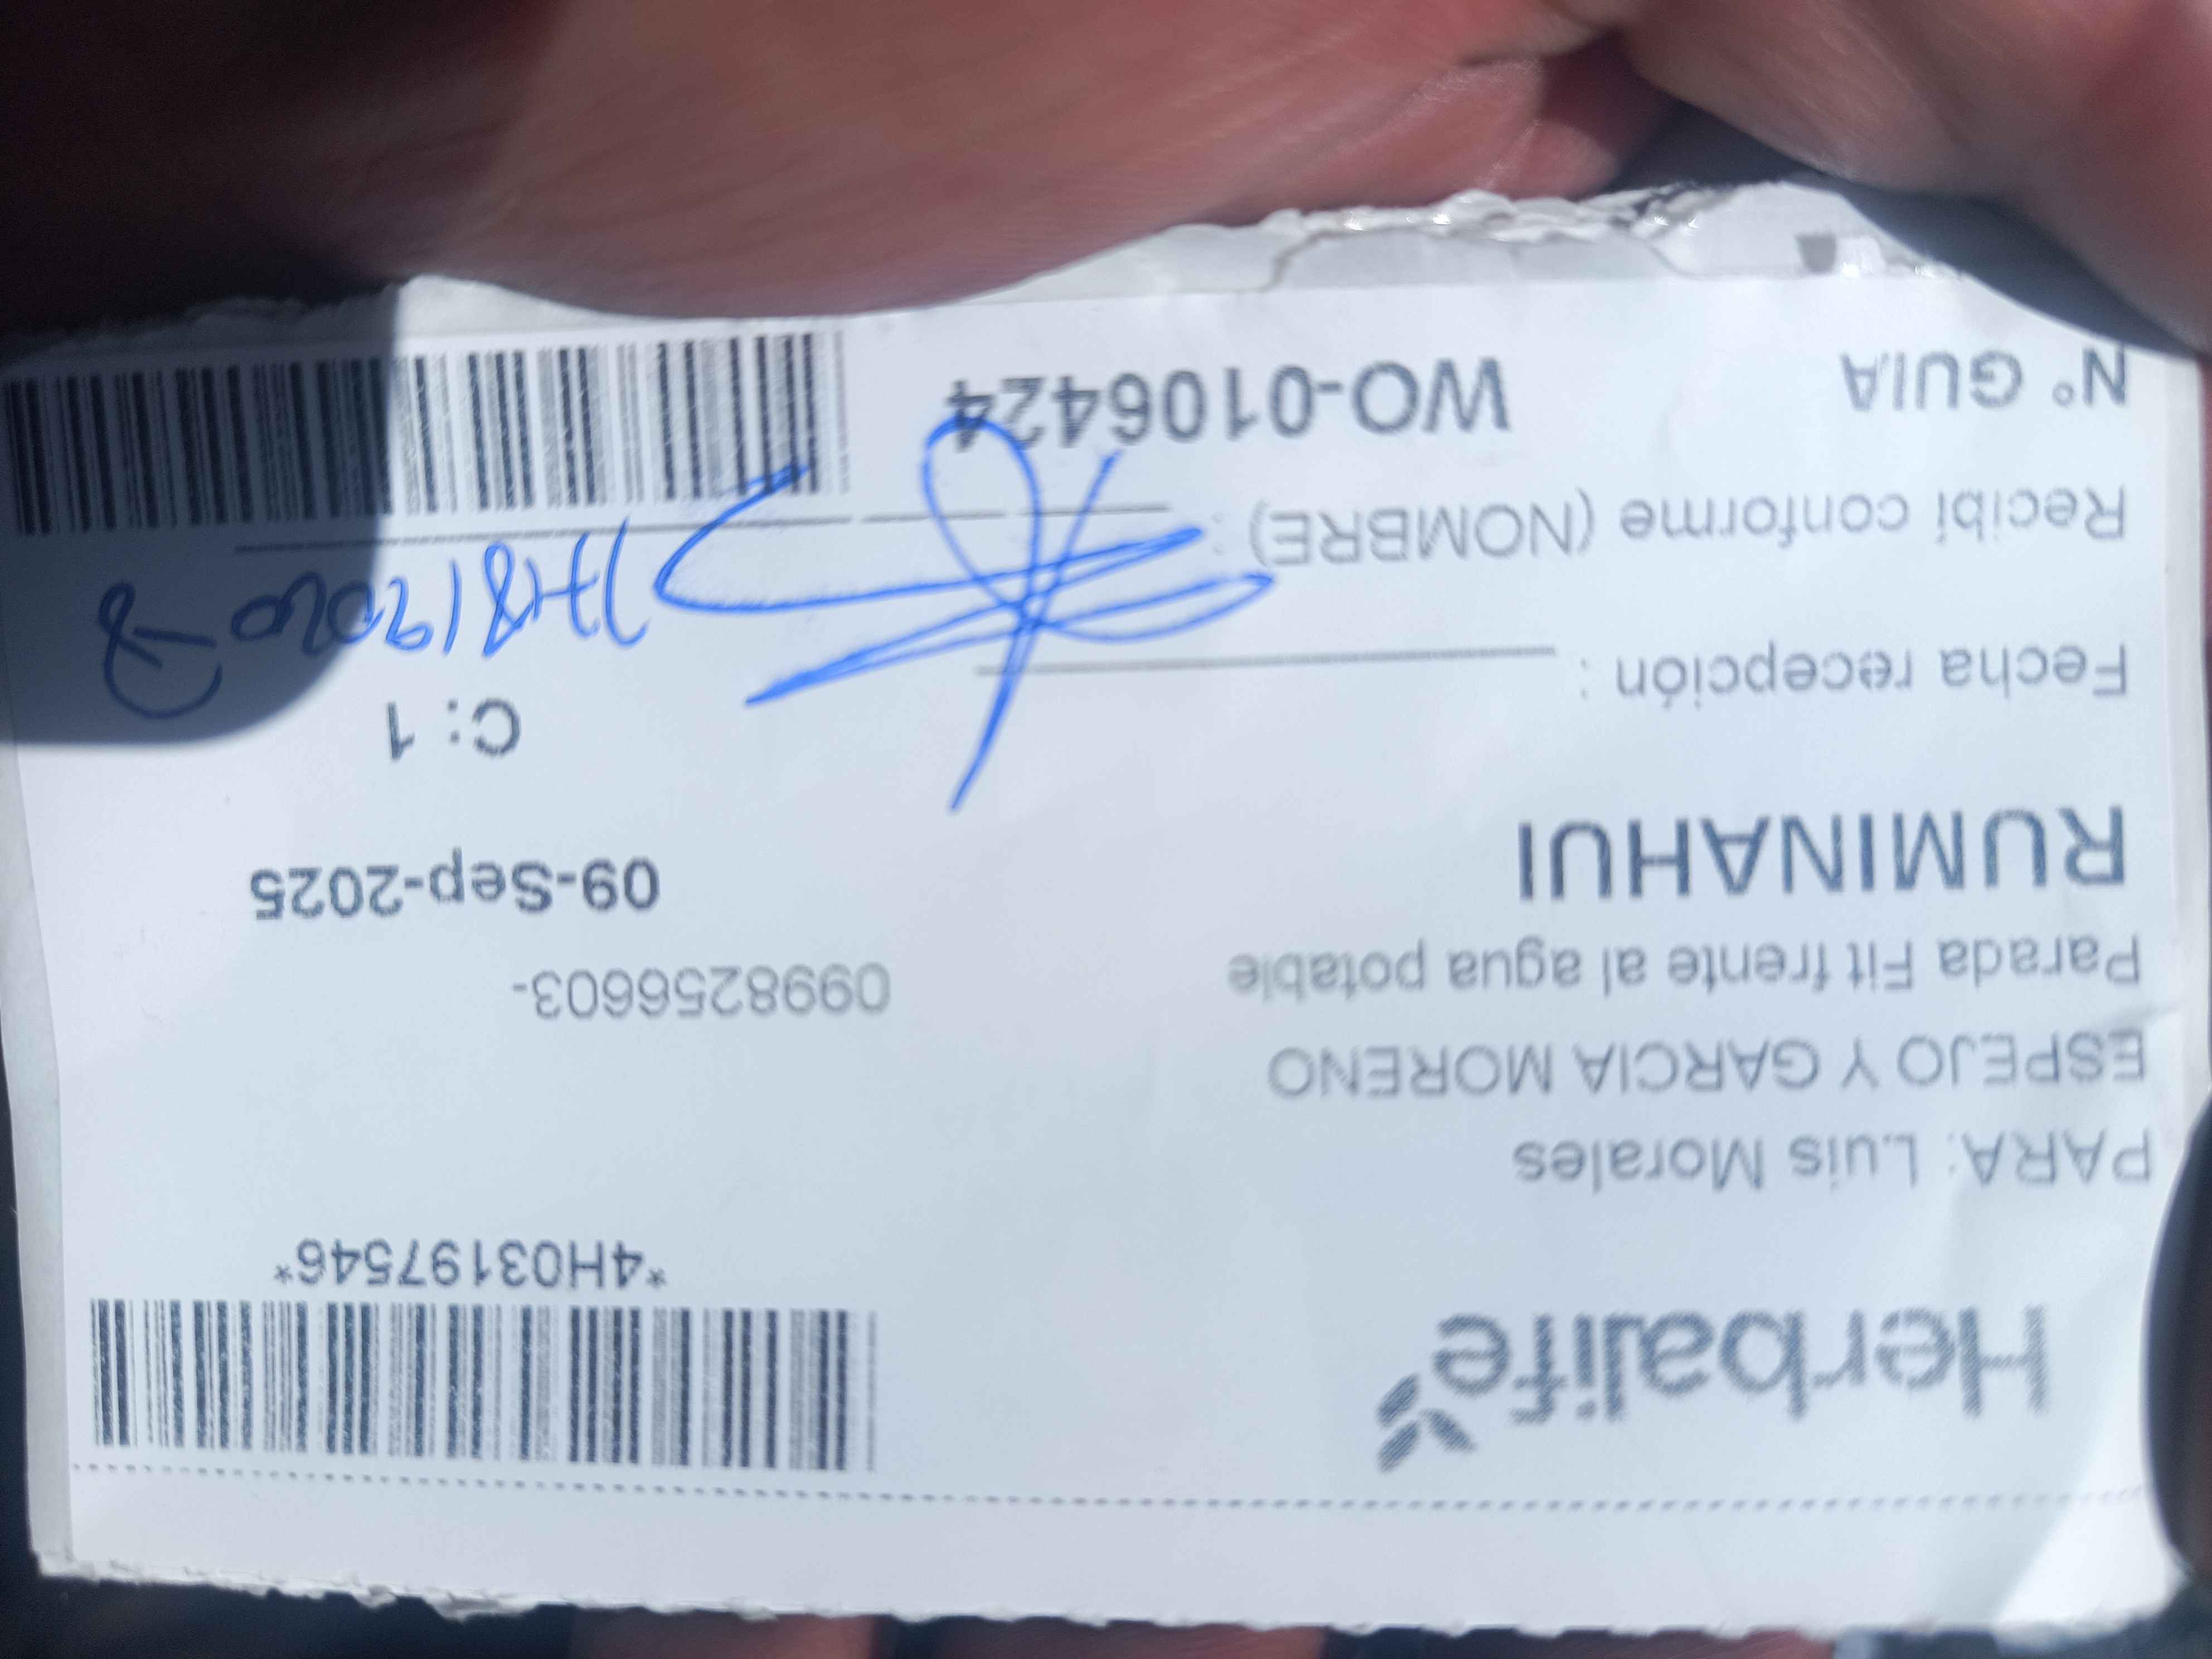 Herbalife
*4H03197546*
PARA: Luis Morales
ESPEJO Y GARCIA MORENO
Parada Fit frente al agua potable
0998256603-
RUMINAHUI
09-Sep-2025
C: 1
Fecha recepción :
Recibí conforme (NOMBRE) :
N° GUIA
WO-0106424